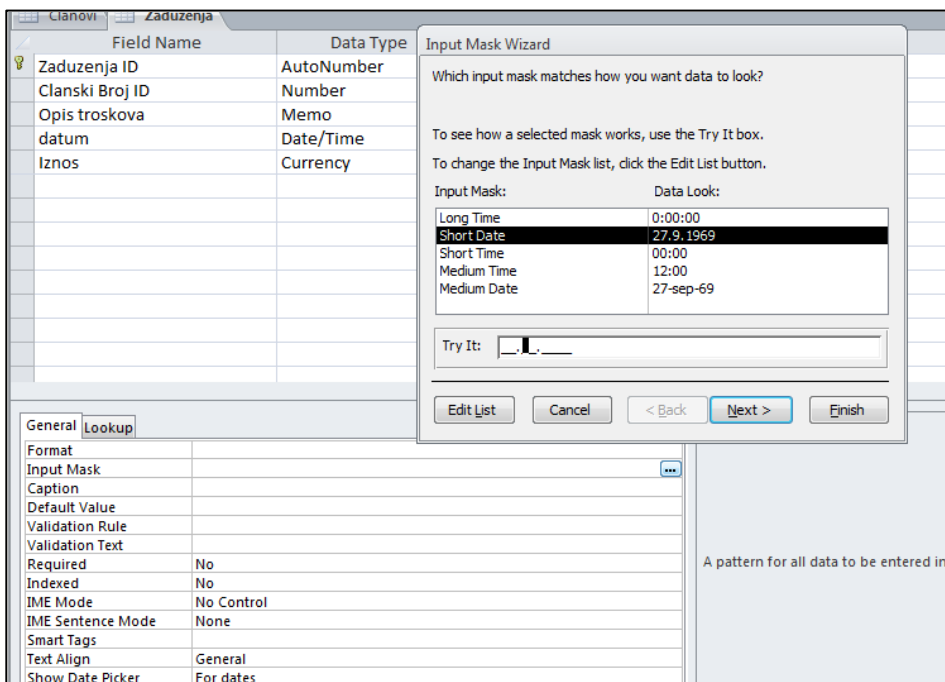 Clanovi Zaduzenja
Field Name Data Type
Zaduzenja ID AutoNumber
Clanski Broj ID Number
Opis troskova Memo
datum Date/Time
Iznos Currency
Input Mask Wizard
Which input mask matches how you want data to look?
To see how a selected mask works, use the Try It box.
To change the Input Mask list, click the Edit List button.
Input Mask: Data Look:
Long Time 0:00:00
Short Date 27.9.1969
Short Time 00:00
Medium Time 12:00
Medium Date 27-sep-69
Try It: __.__.____
Edit List Cancel < Back Next > Finish
General Lookup
Format
Input Mask ...
Caption
Default Value
Validation Rule
Validation Text
Required No
Indexed No
IME Mode No Control
IME Sentence Mode None
Smart Tags
Text Align General
Show Date Picker For dates
A pattern for all data to be entered in